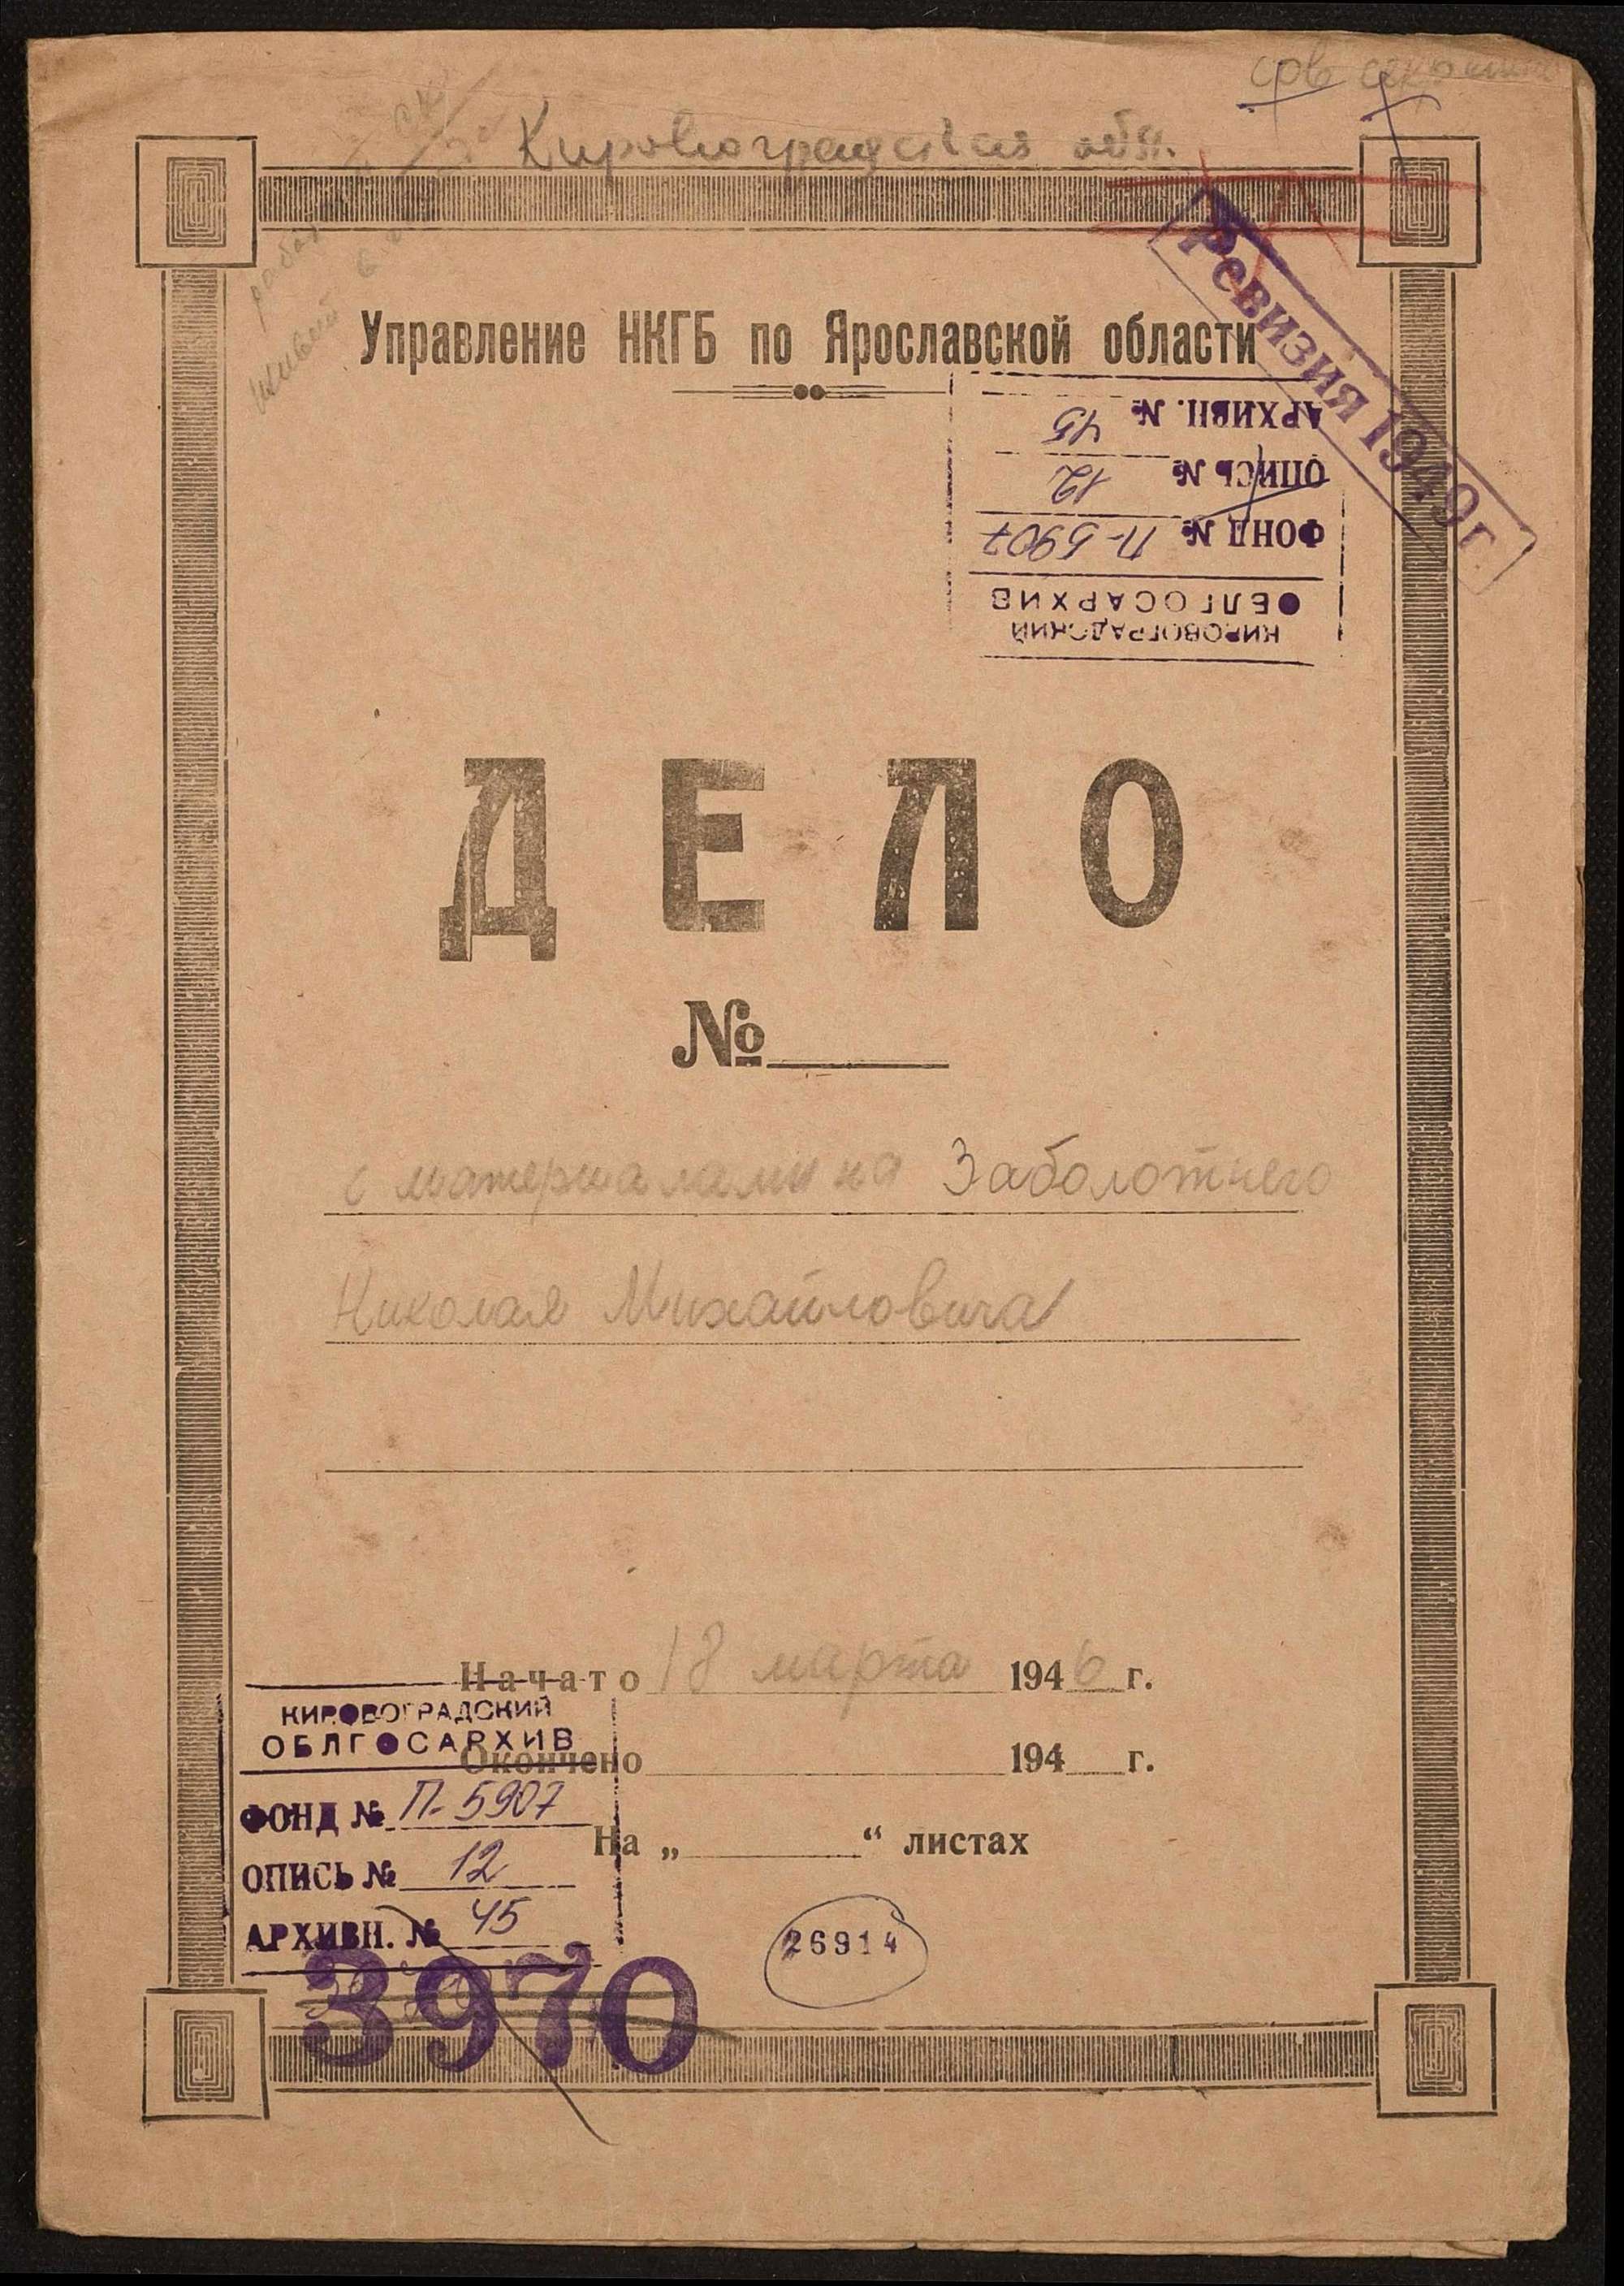 Кировоградская обл.
Управление НКГБ по Ярославской области
Ревизия 1949 г.
КИРОВОГРАДСКИЙ
ОБЛГОСАРХИВ
ФОНД № П-5907
ОПИСЬ № 12
АРХИВН. № 45
ДЕЛО
№
с материалами на Заболотнего
Николая Михайловича
Начато 18 марта 1946 г.
Окончено 194 г.
На „ “ листах
КИРОВОГРАДСКИЙ
ОБЛГОСАРХИВ
ФОНД № П-5907
ОПИСЬ № 12
АРХИВН. № 45
26914
3970